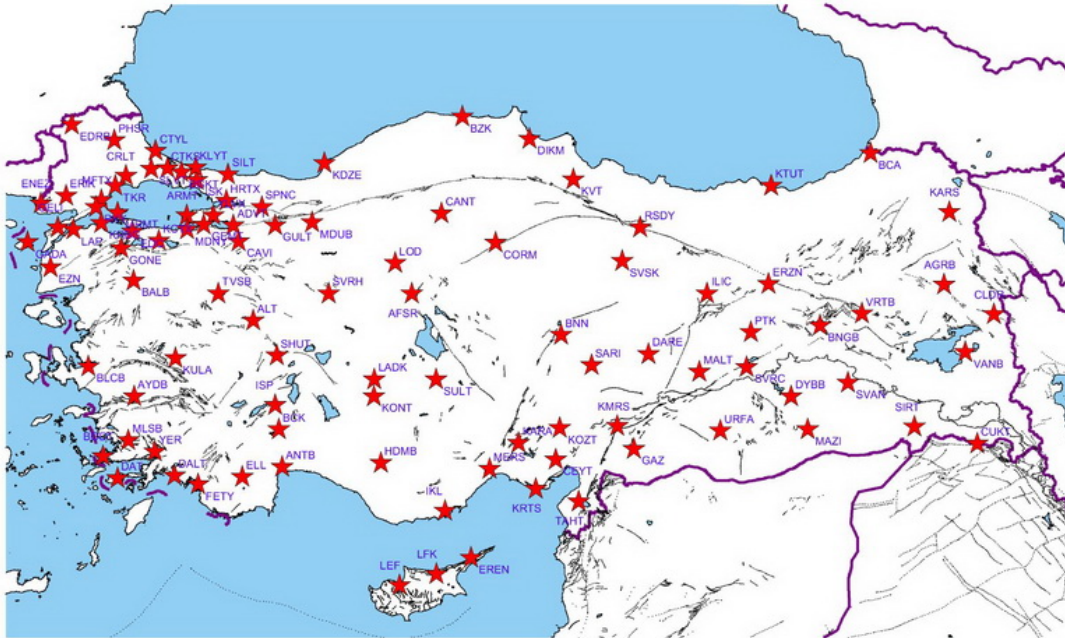 BZK
EDRB
PHSR
CTYL
DIKM
BCA
CRLT
CTKS
KLYT
SILT
KDZE
KVT
KTUT
ENEZ
ERIK
MFTX
TKR
HRTX
SPNC
KARS
ARMT
ADVT
CANT
RSDY
LAP
MDNY
GULT
MDUB
GADA
GONE
CAVI
CORM
EZN
LOD
SVSK
BALB
TVSB
SVRH
ILIC
ERZN
AGRB
AFSR
CLDR
ALT
VRTB
BNN
PTK
BNGB
SHUT
DARE
VANB
BLCB
KULA
LADK
SARI
MALT
SVRC
AYDB
ISP
SULT
DYBB
SVAN
KONT
BCK
KMRS
SIRT
MLSB
KARA
KOZT
URFA
MAZI
CUKT
YER
HDMB
GAZ
DAT
DALT
ELL
ANTB
MERS
CEYT
FETY
IKL
KRTS
TAHT
LFK
LEF
EREN